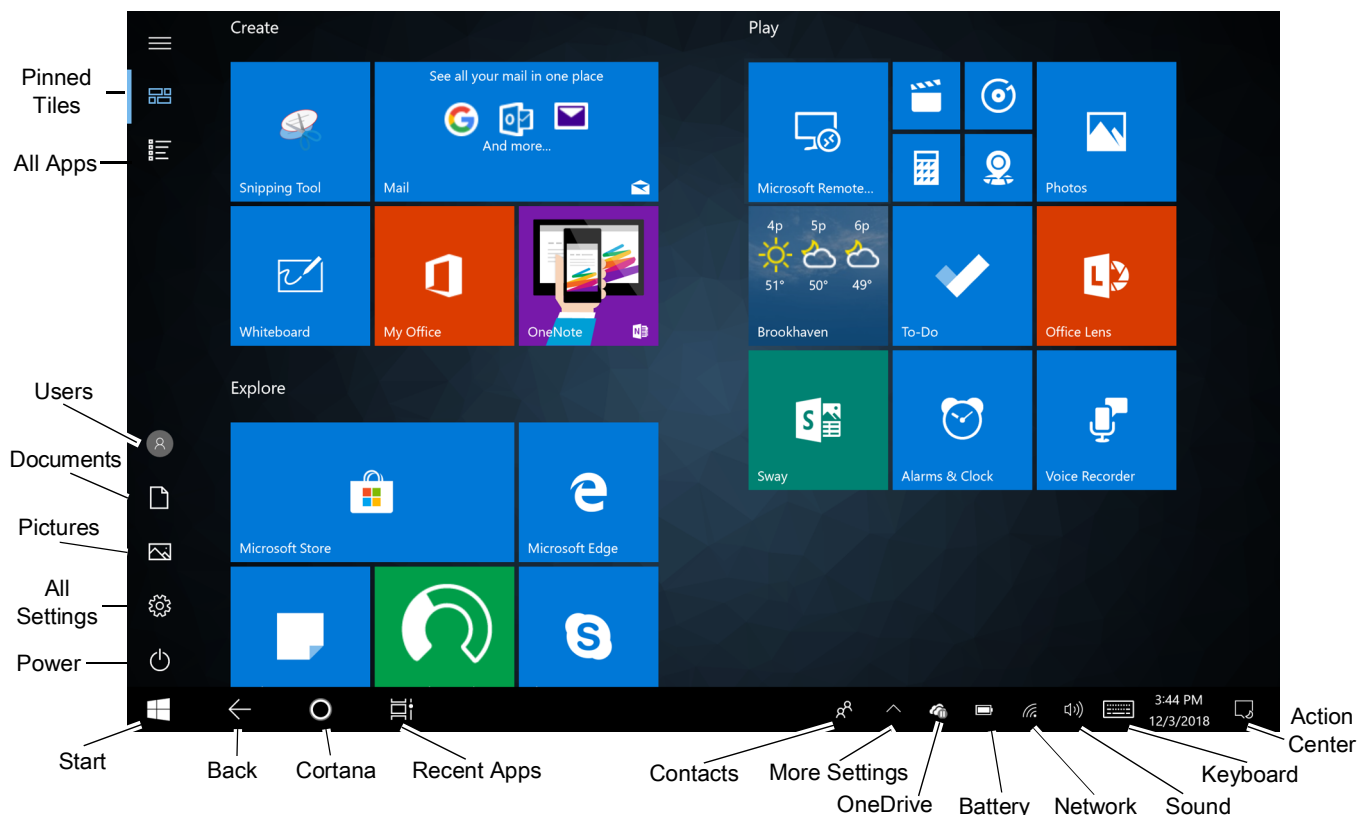 Create
Play
Pinned
Tiles
All Apps
See all your mail in one place
And more...
Snipping Tool
Mail
Microsoft Remote...
Photos
4p 5p 6p
51° 50° 49°
Whiteboard
My Office
OneNote
N
Brookhaven
To-Do
L
Office Lens
Explore
Users
Documents
Pictures
All
Settings
Power
Microsoft Store
Microsoft Edge
S
Sway
Alarms & Clock
Voice Recorder
S
3:44 PM
12/3/2018
Start
Back
Cortana
Recent Apps
Contacts
More Settings
OneDrive
Battery
Network
Sound
Keyboard
Action
Center